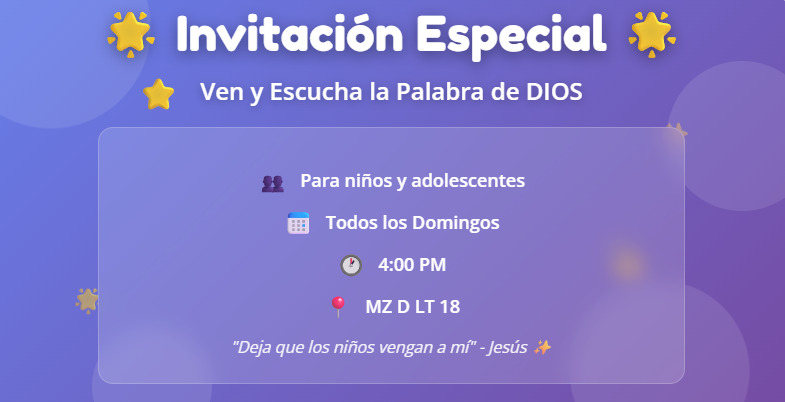 Invitación Especial
Ven y Escucha la Palabra de DIOS
Para niños y adolescentes
Todos los Domingos
4:00 PM
MZ D LT 18
"Deja que los niños vengan a mí" - Jesús